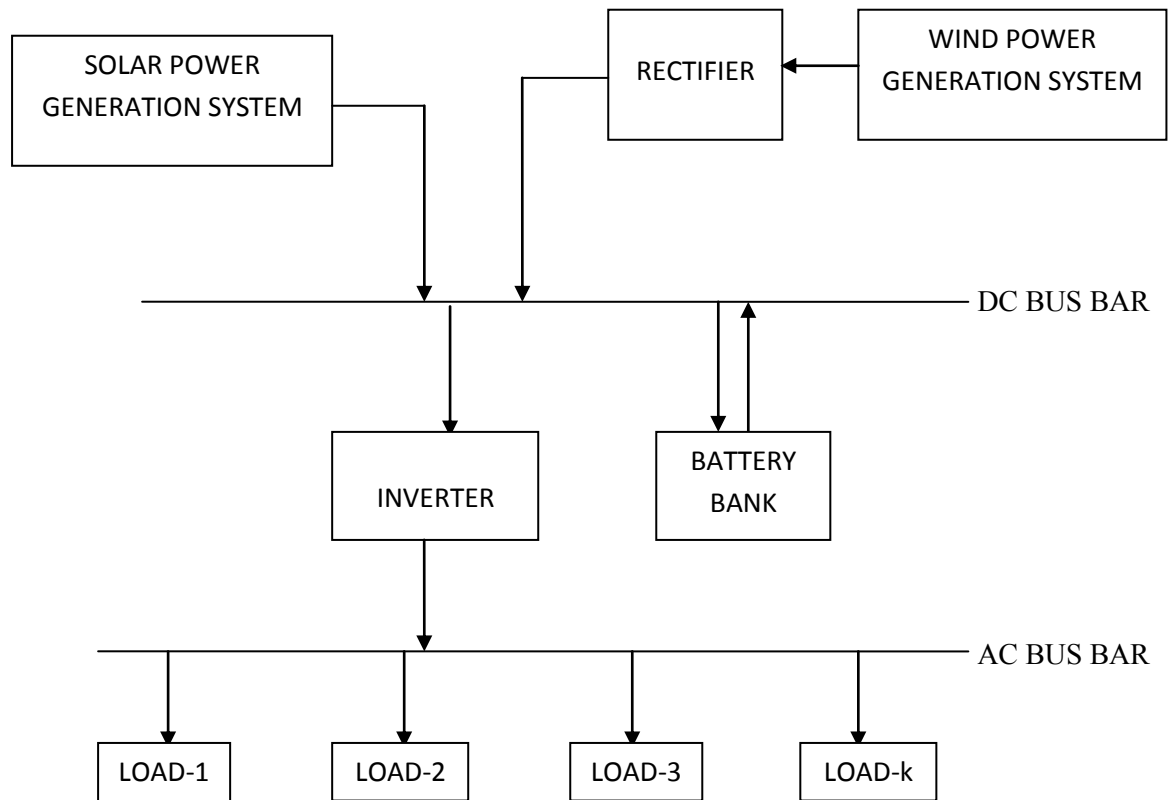 SOLAR POWER
GENERATION SYSTEM
RECTIFIER
WIND POWER
GENERATION SYSTEM
DC BUS BAR
INVERTER
BATTERY
BANK
AC BUS BAR
LOAD-1
LOAD-2
LOAD-3
LOAD-k